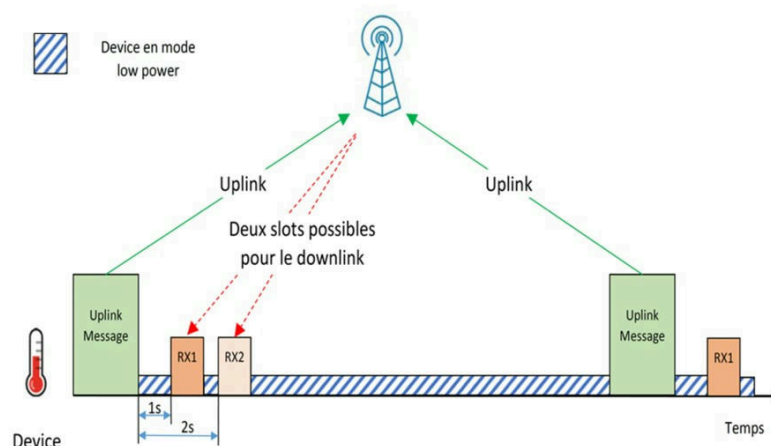 Device en mode
low power
Uplink
Uplink
Deux slots possibles
pour le downlink
Uplink
Message
RX1
RX2
Uplink
Message
RX1
1s
2s
Device
Temps